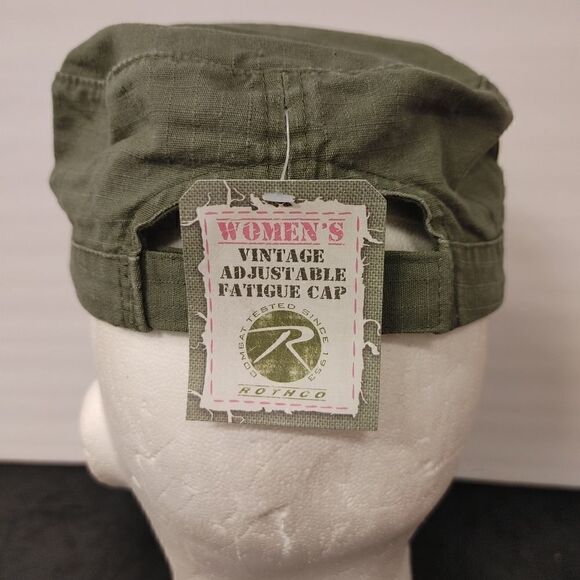 WOMEN'S
VINTAGE
ADJUSTABLE
FATIGUE CAP
COMBAT TESTED SINCE 1953
R
ROTHCO